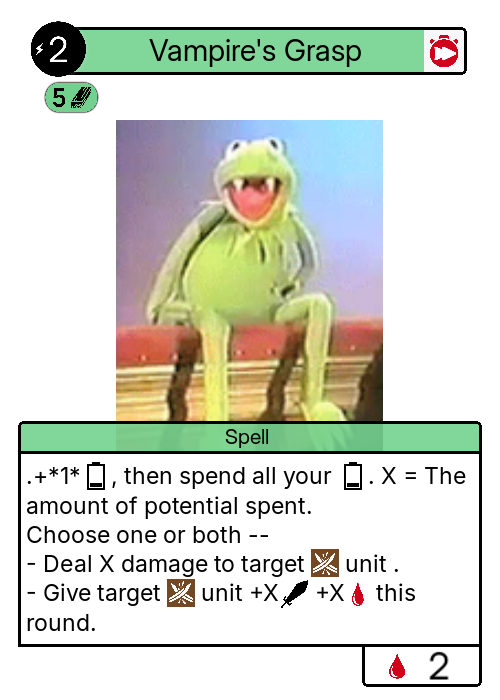 2 Vampire's Grasp
5
Spell
.+*1* , then spend all your . X = The
amount of potential spent.
Choose one or both --
- Deal X damage to target unit .
- Give target unit +X +X this
round.
2